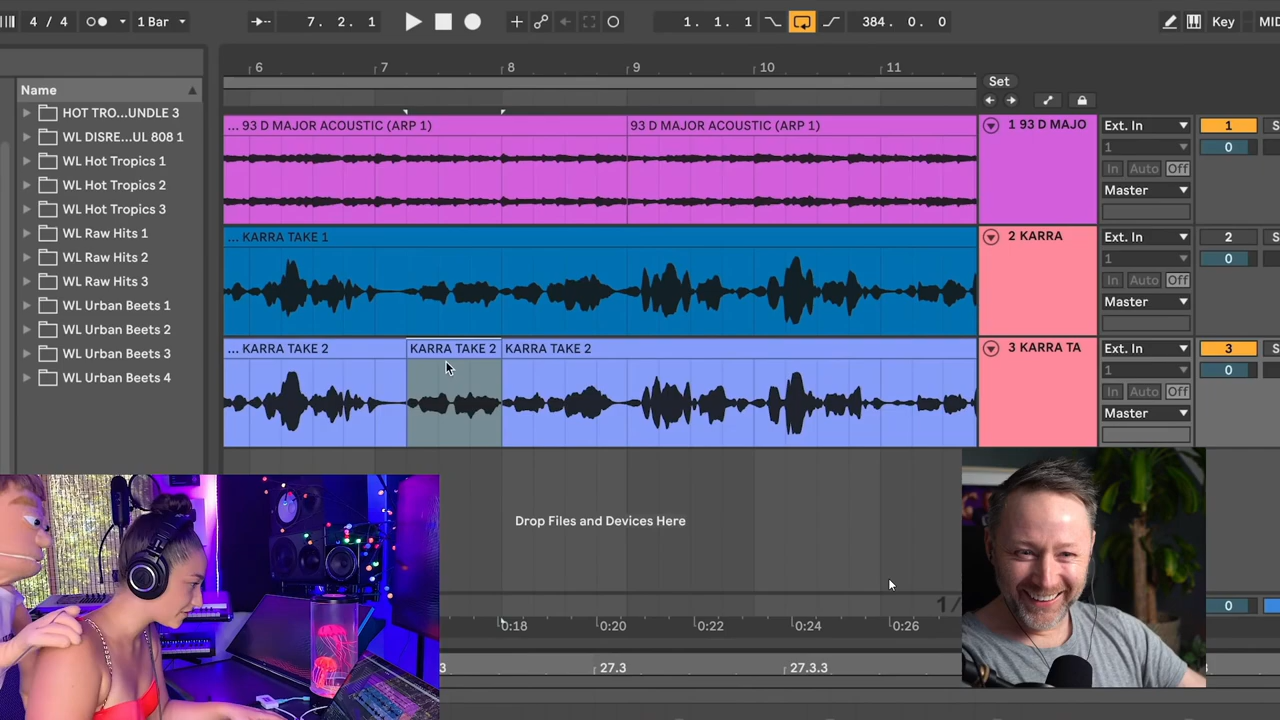 4 / 4
1 Bar
7. 2. 1
1. 1. 1
384. 0. 0
Key
MID
6
7
8
9
10
11
Set
Name
HOT TRO...UNDLE 3
WL DISRE...UL 808 1
WL Hot Tropics 1
WL Hot Tropics 2
WL Hot Tropics 3
WL Raw Hits 1
WL Raw Hits 2
WL Raw Hits 3
WL Urban Beets 1
WL Urban Beets 2
WL Urban Beets 3
WL Urban Beets 4
... 93 D MAJOR ACOUSTIC (ARP 1)
93 D MAJOR ACOUSTIC (ARP 1)
1 93 D MAJO
Ext. In
1
S
1
0
In Auto Off
Master
... KARRA TAKE 1
2 KARRA
Ext. In
2
S
1
0
In Auto Off
Master
... KARRA TAKE 2
KARRA TAKE 2
KARRA TAKE 2
3 KARRA TA
Ext. In
3
S
1
0
In Auto Off
Master
Drop Files and Devices Here
1/
0
0:18
0:20
0:22
0:24
0:26
3
27.3
27.3.3